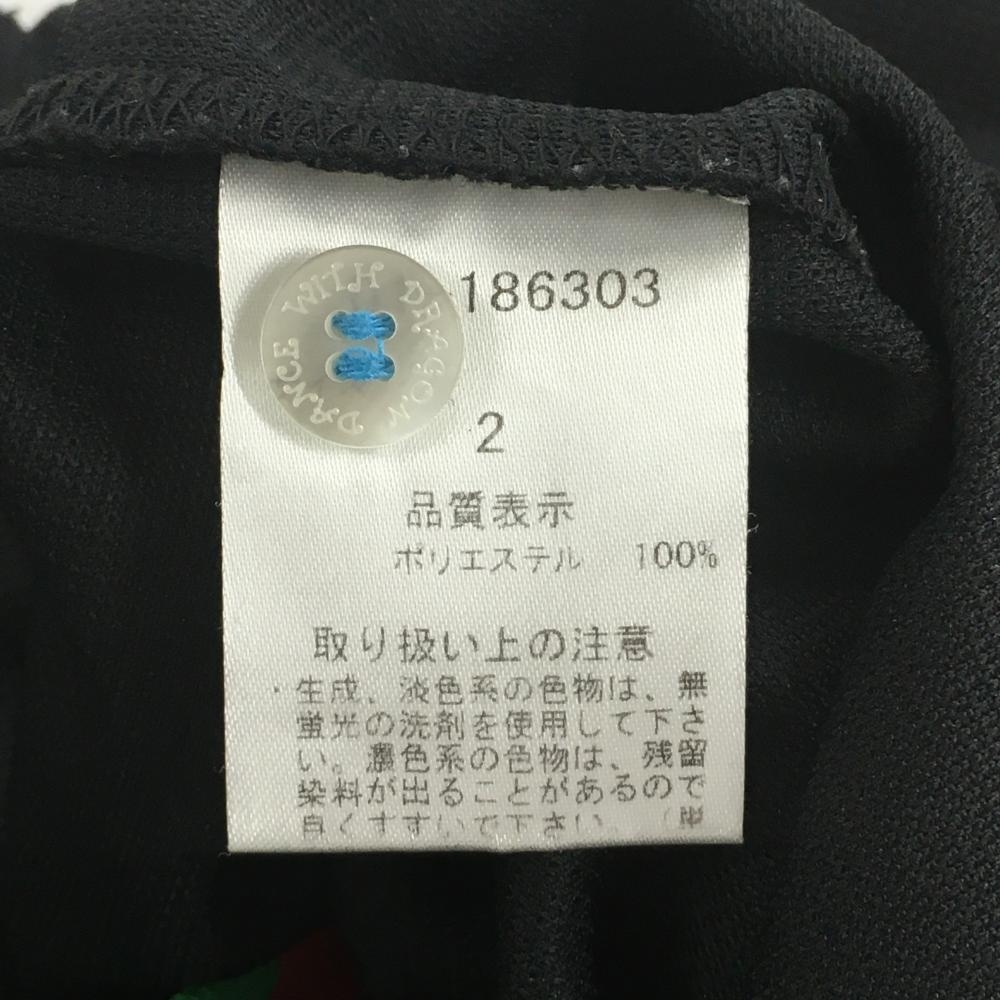 DANCE WITH DRAGON
186303
2
品質表示
ポリエステル 100%
取り扱い上の注意
・生成、淡色系の色物は、無
蛍光の洗剤を使用して下さ
い。濃色系の色物は、残留
染料が出ることがあるので
良くすすいで下さい。（単